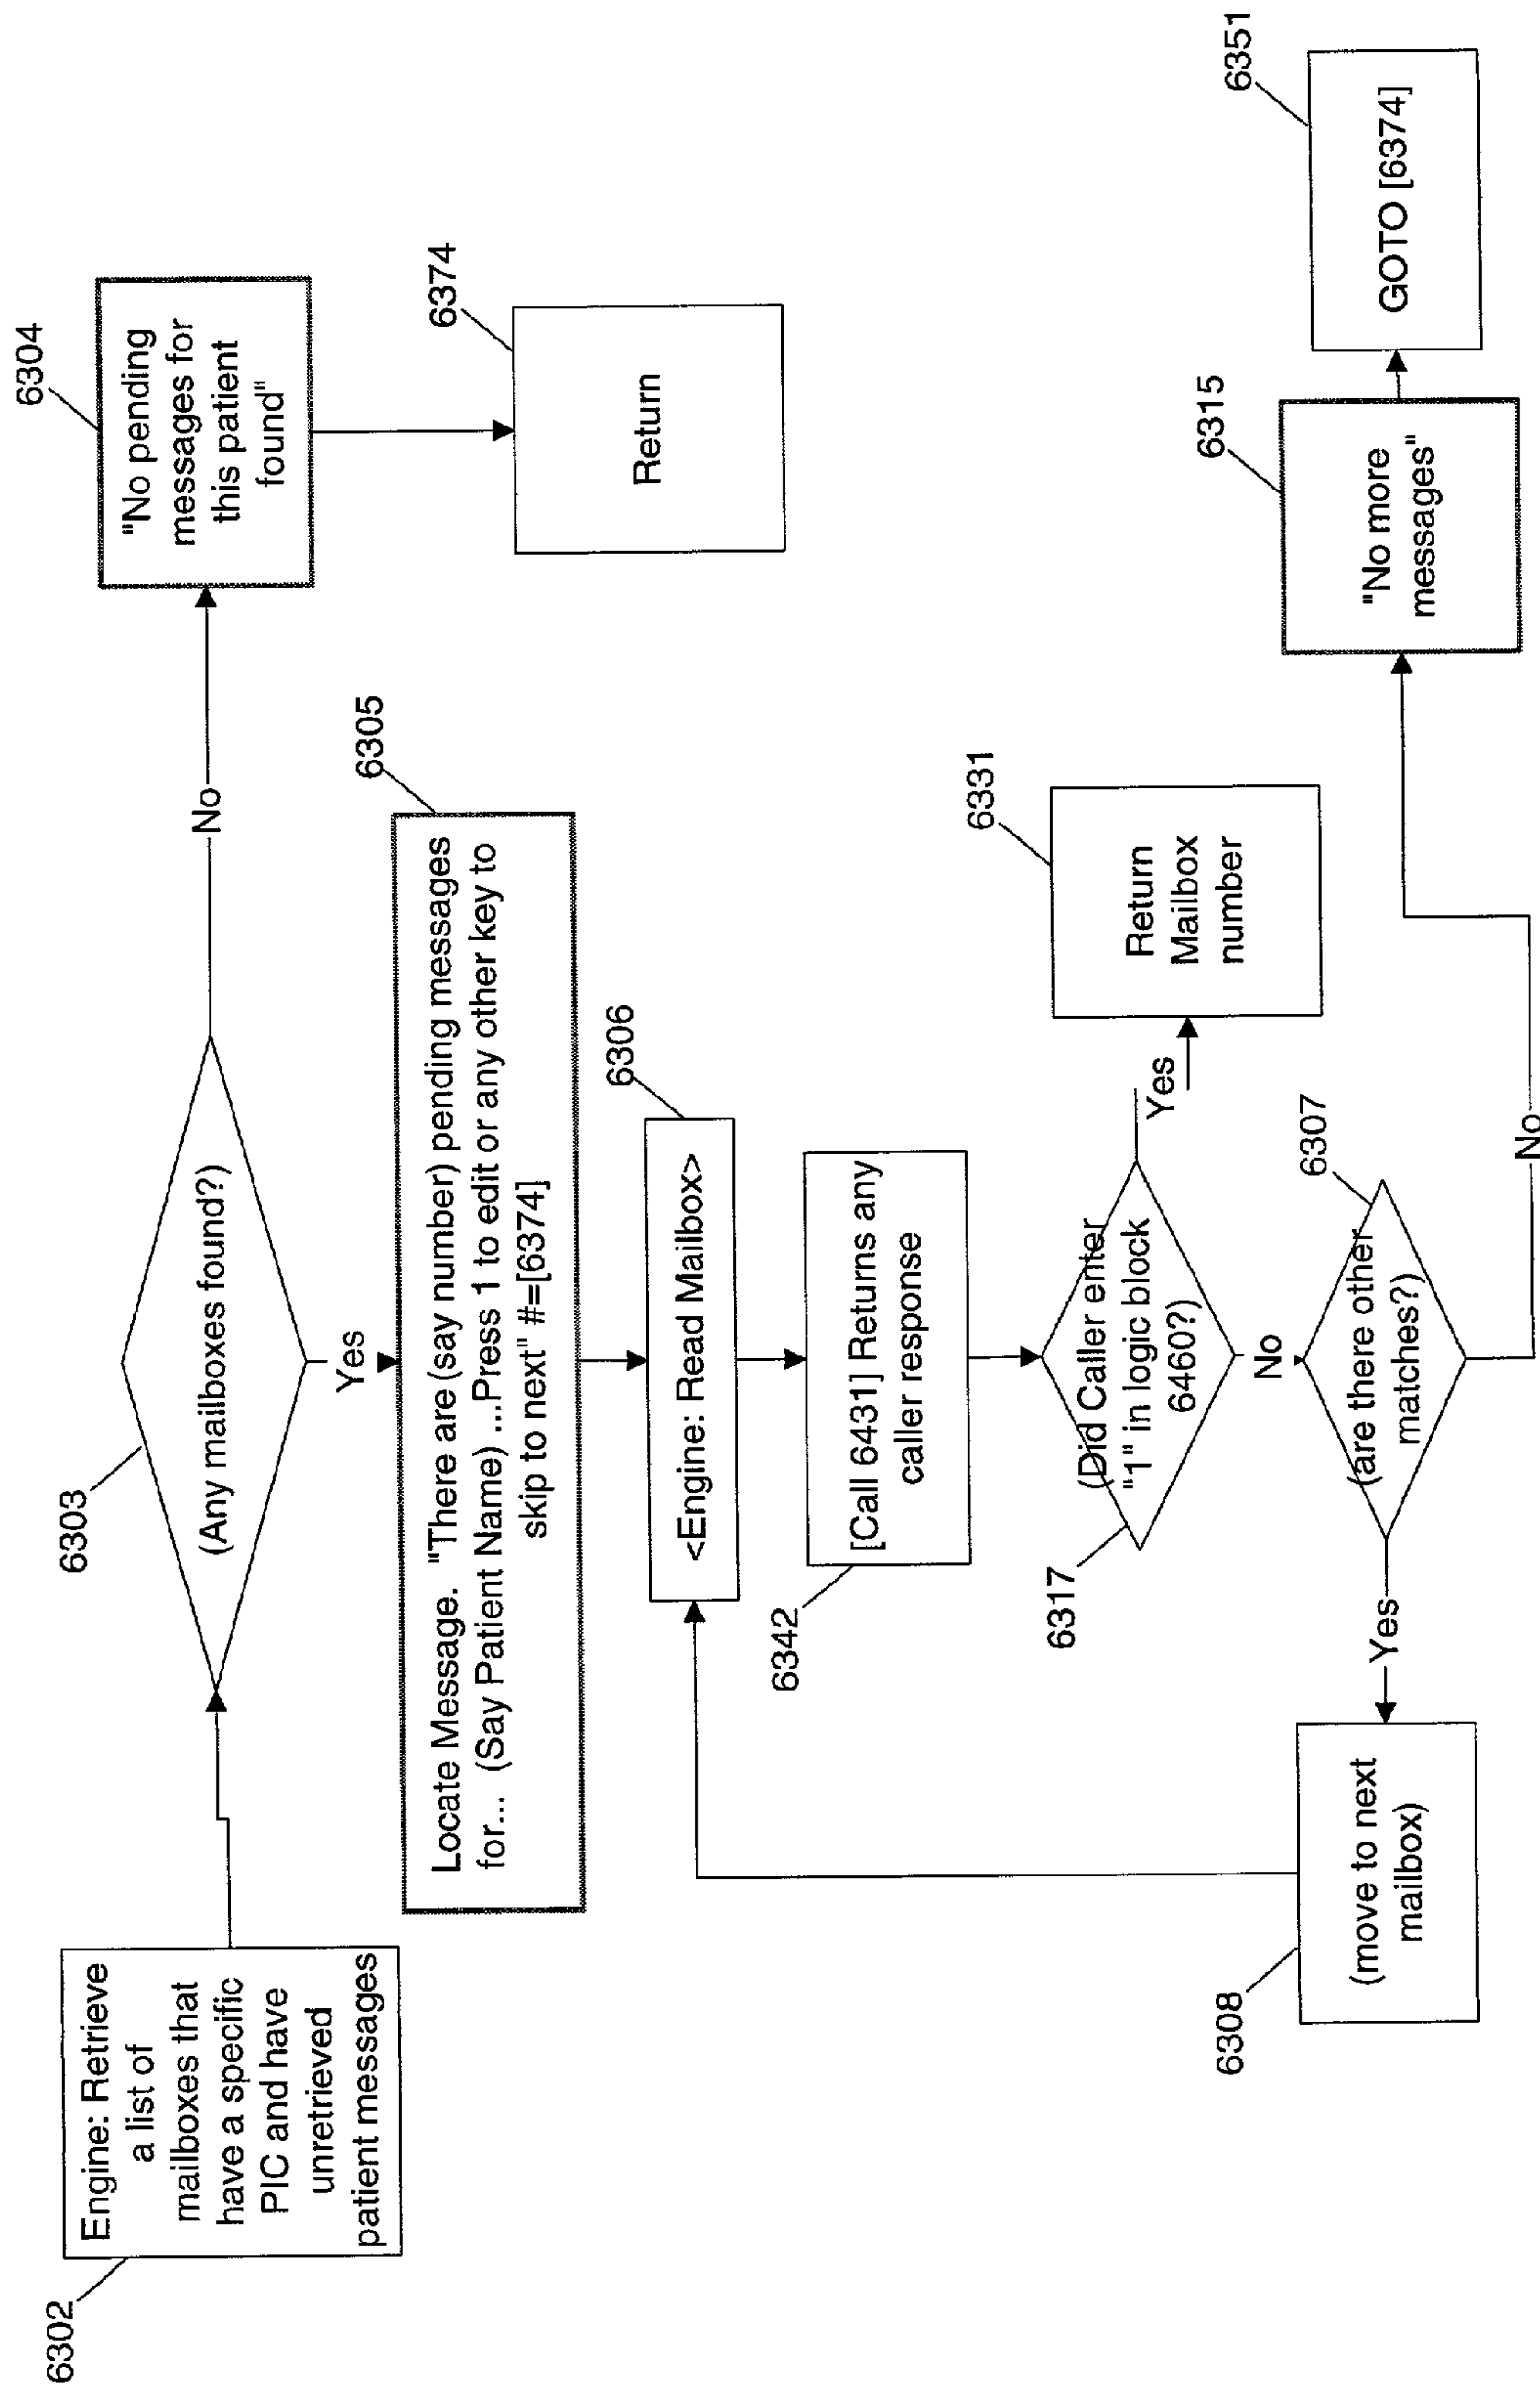 6302
Engine: Retrieve
a list of
mailboxes that
have a specific
PIC and have
unretrieved
patient messages
6303
(Any mailboxes found?)
No
6304
"No pending
messages for
this patient
found"
6374
Return
Yes
6305
Locate Message. "There are (say number) pending messages
for... (Say Patient Name) ...Press 1 to edit or any other key to
skip to next" #=[6374]
6306
<Engine: Read Mailbox>
6342
[Call 6431] Returns any
caller response
6317
(Did Caller enter
"1" in logic block
6460?)
Yes
6331
Return
Mailbox
number
No
6307
(are there other
matches?)
Yes
6308
(move to next
mailbox)
No
6315
"No more
messages"
6351
GOTO [6374]